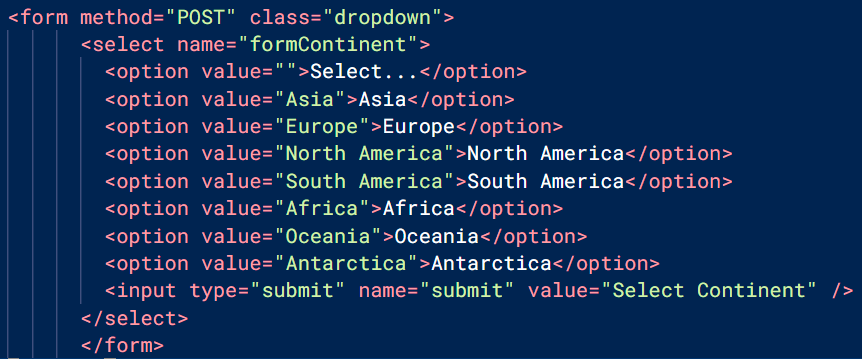 <form method="POST" class="dropdown">
<select name="formContinent">
<option value="">Select...</option>
<option value="Asia">Asia</option>
<option value="Europe">Europe</option>
<option value="North America">North America</option>
<option value="South America">South America</option>
<option value="Africa">Africa</option>
<option value="Oceania">Oceania</option>
<option value="Antarctica">Antarctica</option>
<input type="submit" name="submit" value="Select Continent" />
</select>
</form>